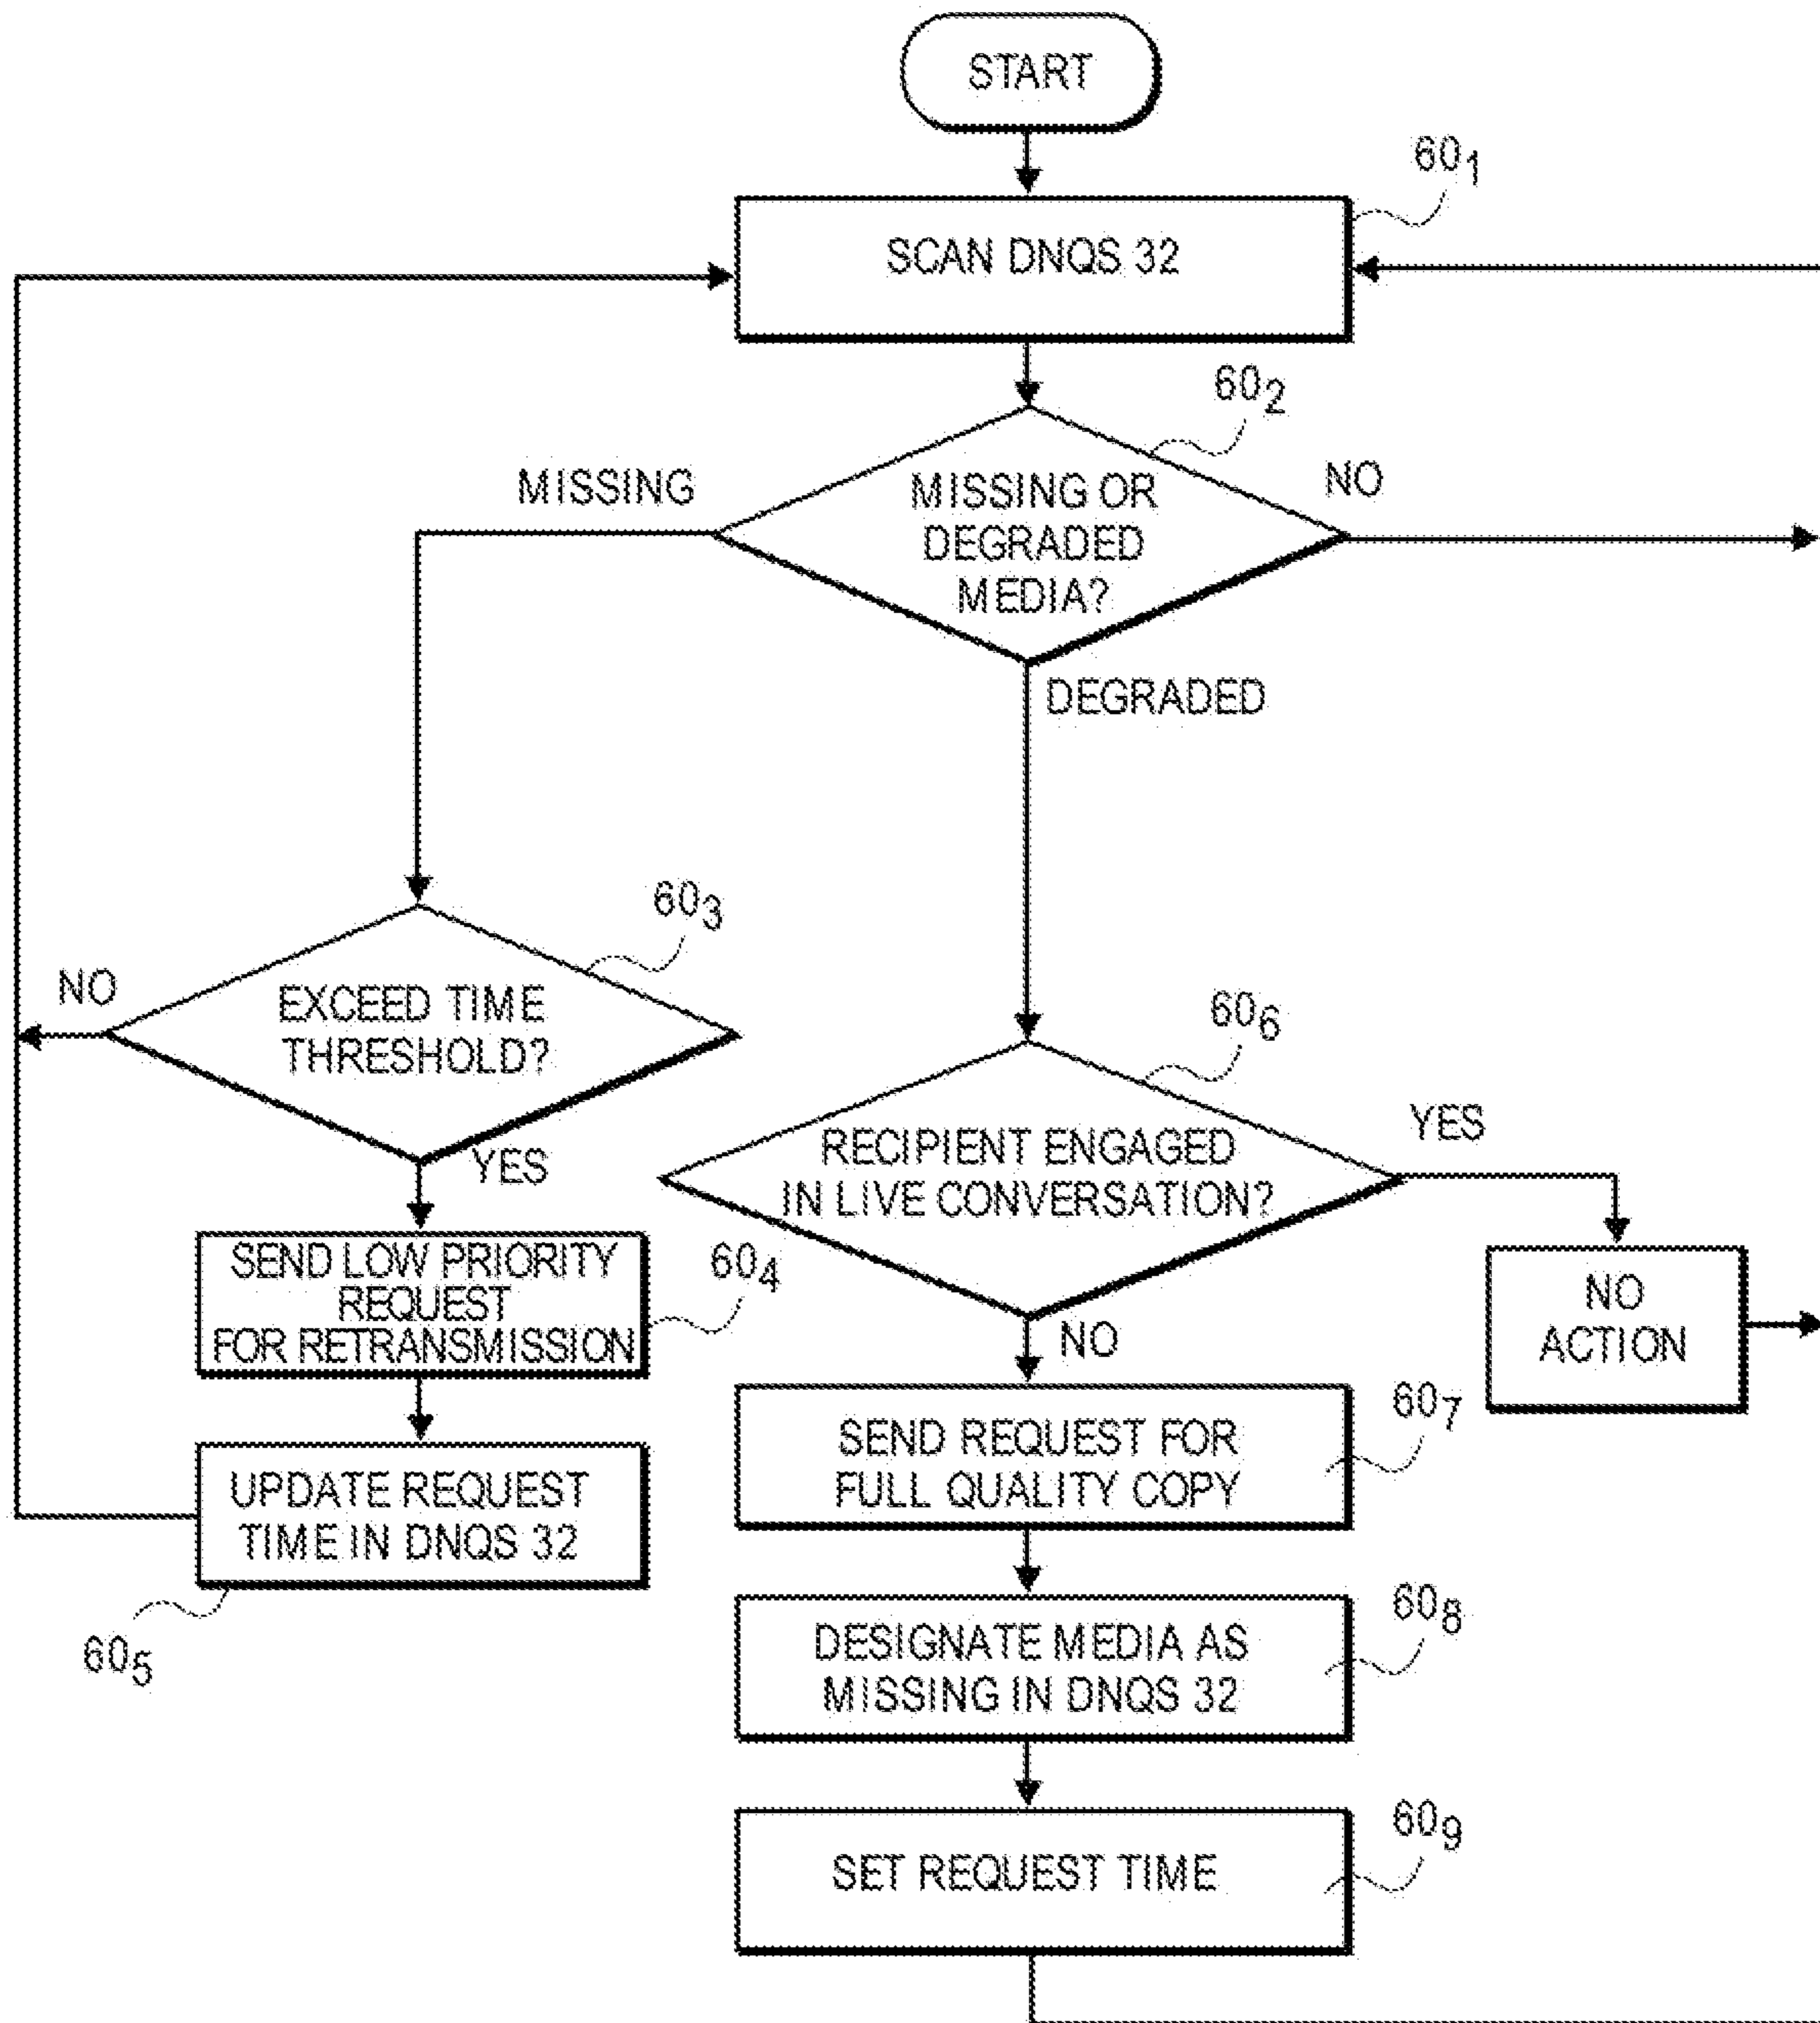 START
60₁
SCAN DNQS 32
60₂
MISSING
MISSING OR
DEGRADED
MEDIA?
NO
DEGRADED
60₃
NO
EXCEED TIME
THRESHOLD?
YES
60₆
RECIPIENT ENGAGED
IN LIVE CONVERSATION?
YES
SEND LOW PRIORITY
REQUEST
FOR RETRANSMISSION
60₄
NO
NO
ACTION
60₇
SEND REQUEST FOR
FULL QUALITY COPY
UPDATE REQUEST
TIME IN DNQS 32
60₅
60₈
DESIGNATE MEDIA AS
MISSING IN DNQS 32
60₉
SET REQUEST TIME